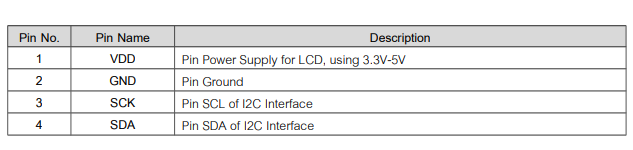 Pin No. Pin Name Description
1 VDD Pin Power Supply for LCD, using 3.3V-5V
2 GND Pin Ground
3 SCK Pin SCL of I2C Interface
4 SDA Pin SDA of I2C Interface